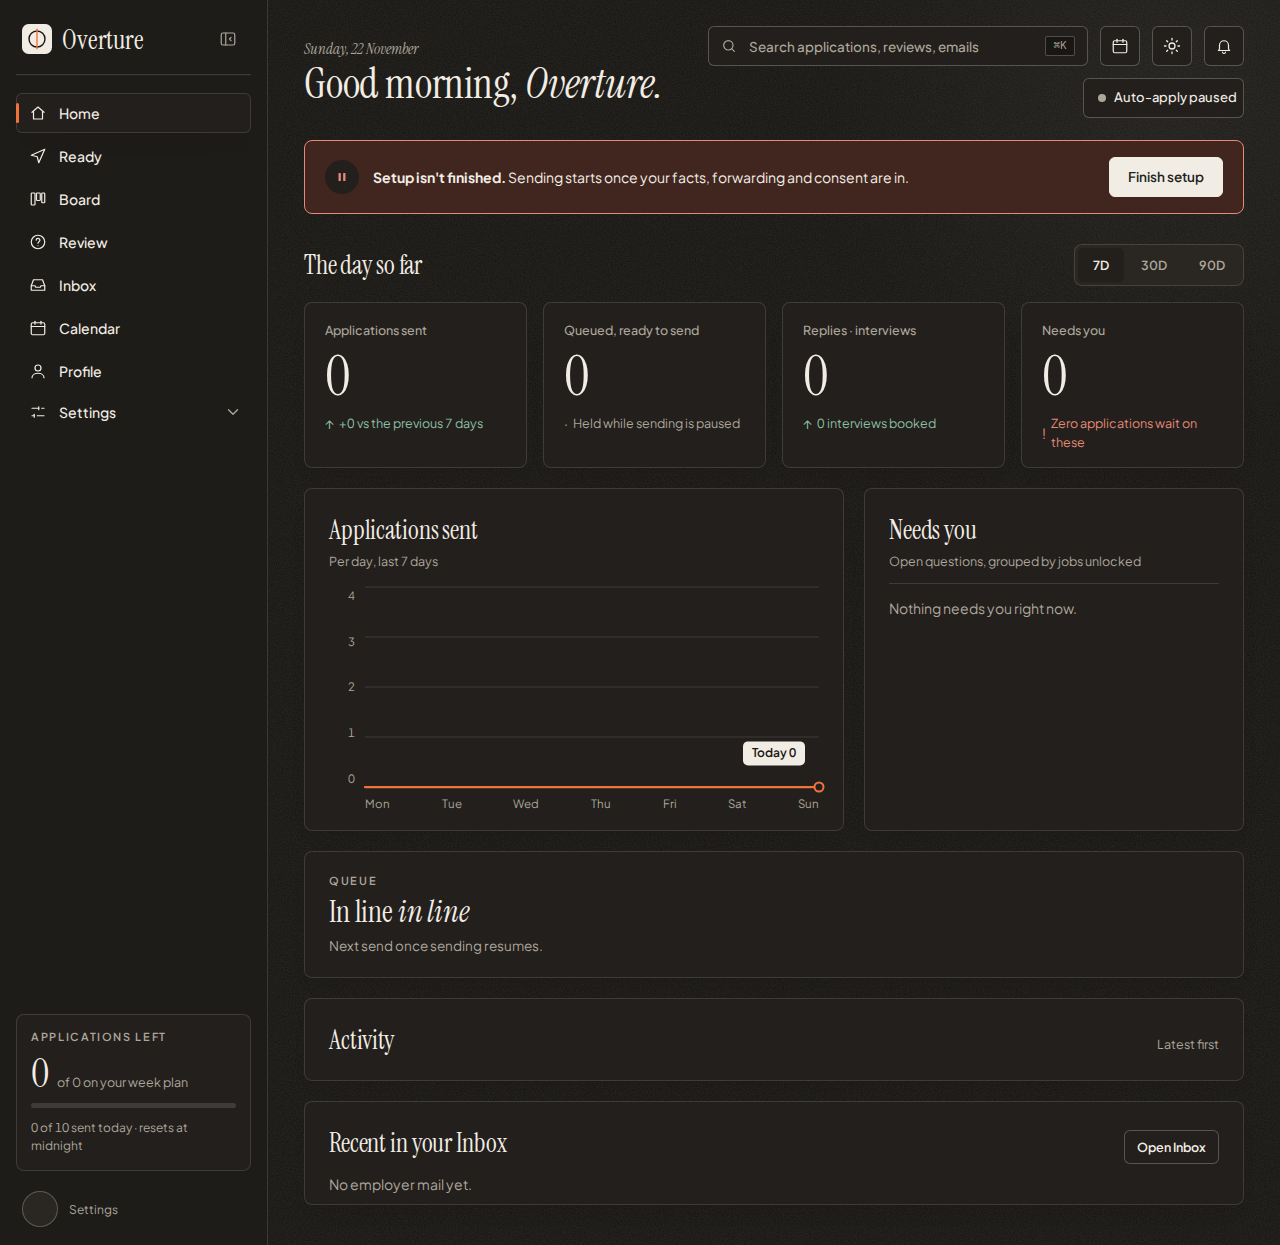 Overture
Home
Ready
Board
Review
Inbox
Calendar
Profile
Settings
APPLICATIONS LEFT
0 of 0 on your week plan
0 of 10 sent today · resets at
midnight
Settings
Sunday, 22 November
Good morning, Overture.
Search applications, reviews, emails
⌘K
Auto-apply paused
Setup isn't finished. Sending starts once your facts, forwarding and consent are in.
Finish setup
The day so far
7D 30D 90D
Applications sent
0
↑ +0 vs the previous 7 days
Queued, ready to send
0
· Held while sending is paused
Replies · interviews
0
↑ 0 interviews booked
Needs you
0
! Zero applications wait on
these
Applications sent
Per day, last 7 days
4
3
2
1
0
Today 0
Mon Tue Wed Thu Fri Sat Sun
Needs you
Open questions, grouped by jobs unlocked
Nothing needs you right now.
QUEUE
In line in line
Next send once sending resumes.
Activity
Latest first
Recent in your Inbox
Open Inbox
No employer mail yet.